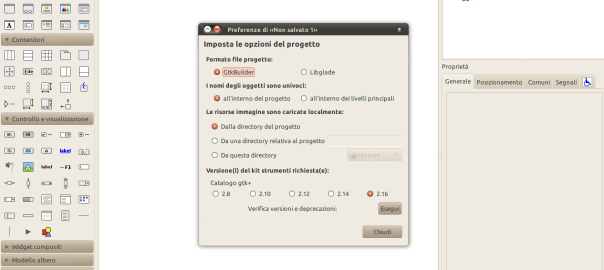 Preferenze di «Non salvato 1»
Imposta le opzioni del progetto
Formato file progetto:
GtkBuilder
Libglade
I nomi degli oggetti sono univoci:
all'interno del progetto
all'interno dei livelli principali
Le risorse immagine sono caricate localmente:
Dalla directory del progetto
Da una directory relativa al progetto
Da questa directory
Versione(i) del kit strumenti richiesta(e):
Catalogo gtk+
2.8
2.10
2.12
2.14
2.16
Verifica versioni e deprecazioni:
Esegui
Chiudi
Contenitori
Controllo e visualizzazione
label
Widget compositi
Modello albero
Proprietà
Generale
Posizionamento
Comuni
Segnali